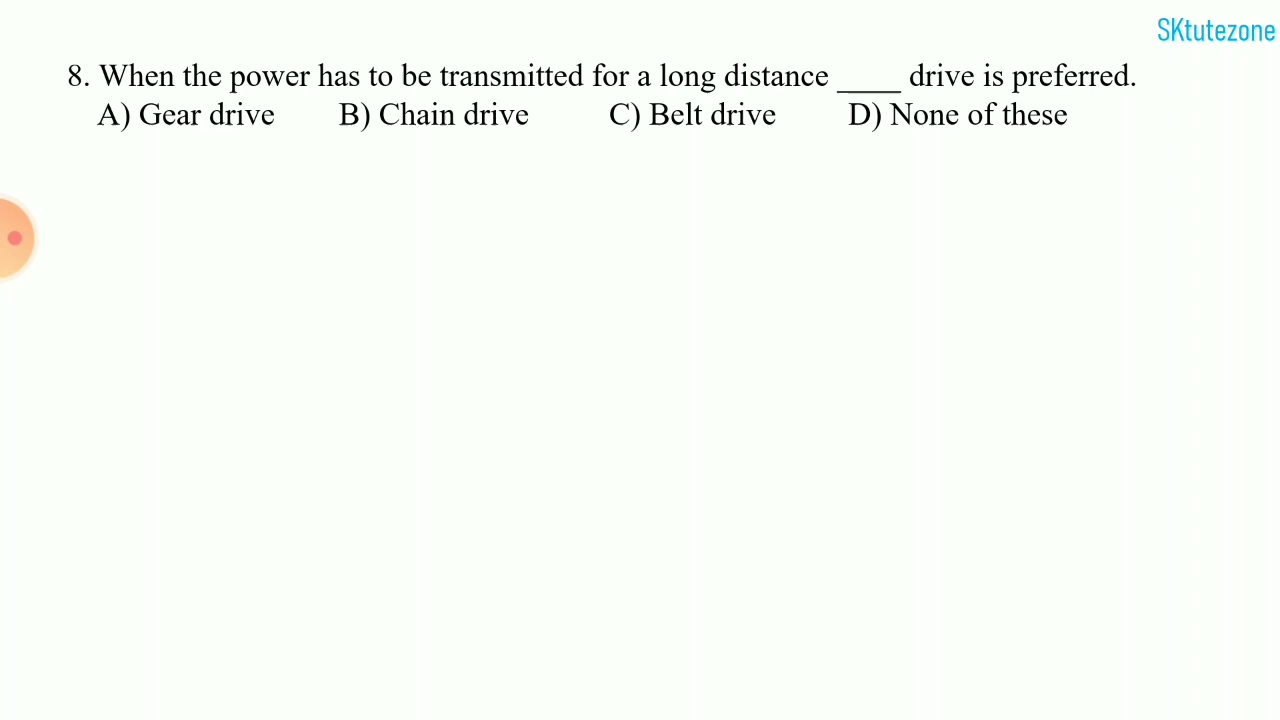 SKtutezone
8. When the power has to be transmitted for a long distance ____ drive is preferred.
A) Gear drive B) Chain drive C) Belt drive D) None of these